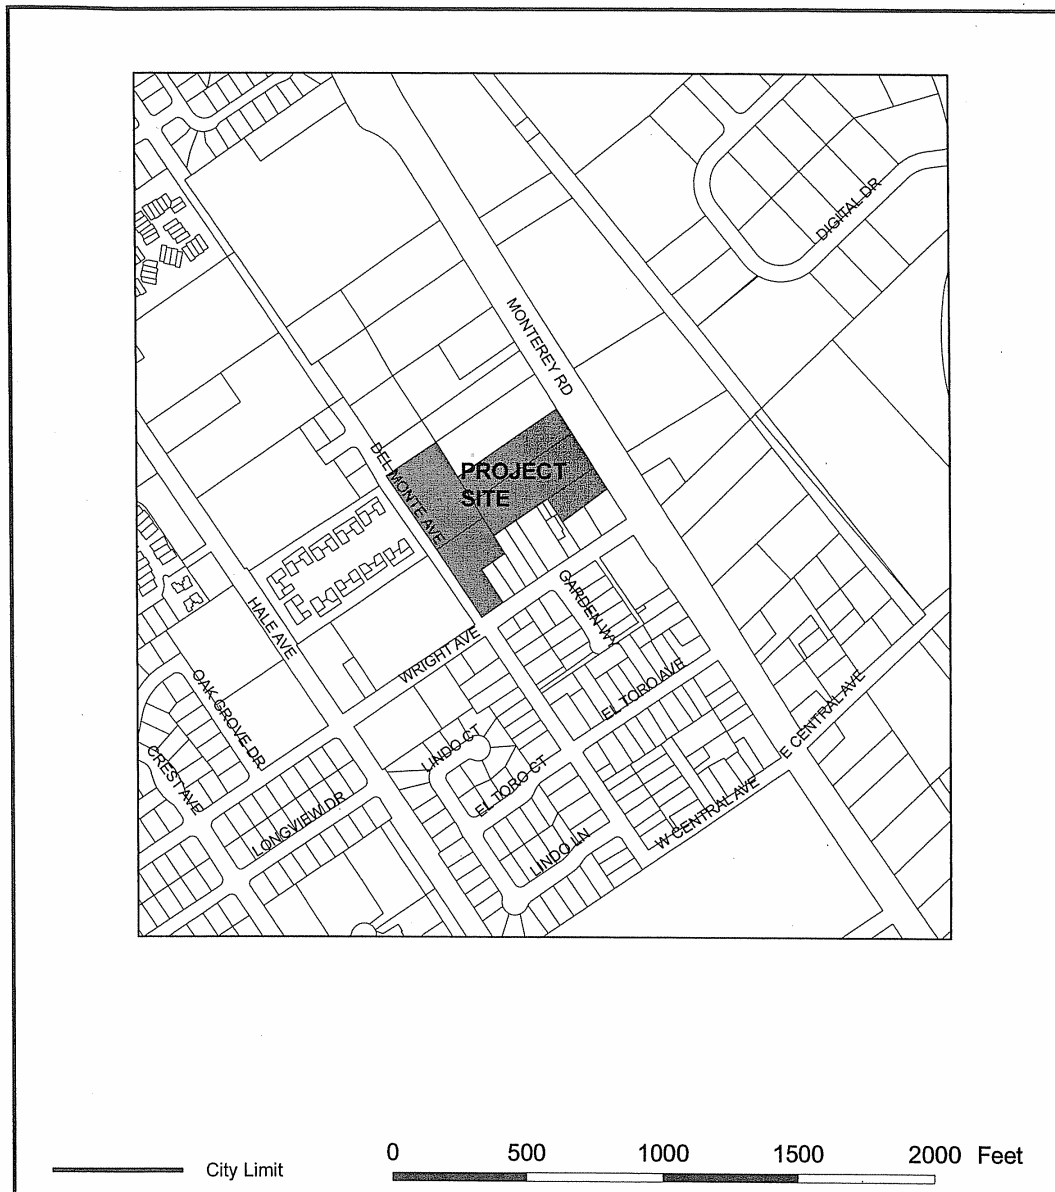 DIGITAL DR
MONTEREY RD
DEL MONTE AVE
PROJECT
SITE
HALE AVE
GARDEN WY
WRIGHT AVE
OAK GROVE DR
EL TORO AVE
E CENTRAL AVE
LINDO CT
CREST AVE
EL TORO CT
LONGVIEW DR
W CENTRAL AVE
LINDO LN
City Limit
0 500 1000 1500 2000 Feet